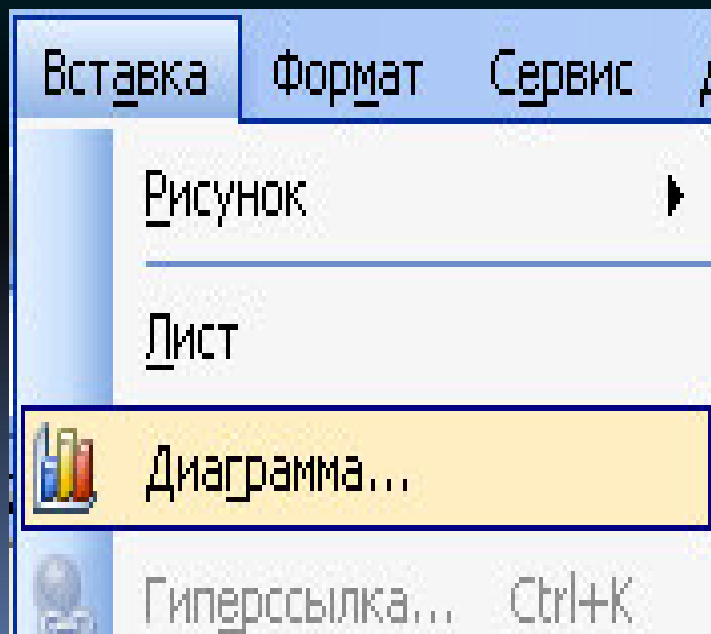 Вставка Формат Сервис
Рисунок
Лист
Диаграмма...
Гиперссылка... Ctrl+K